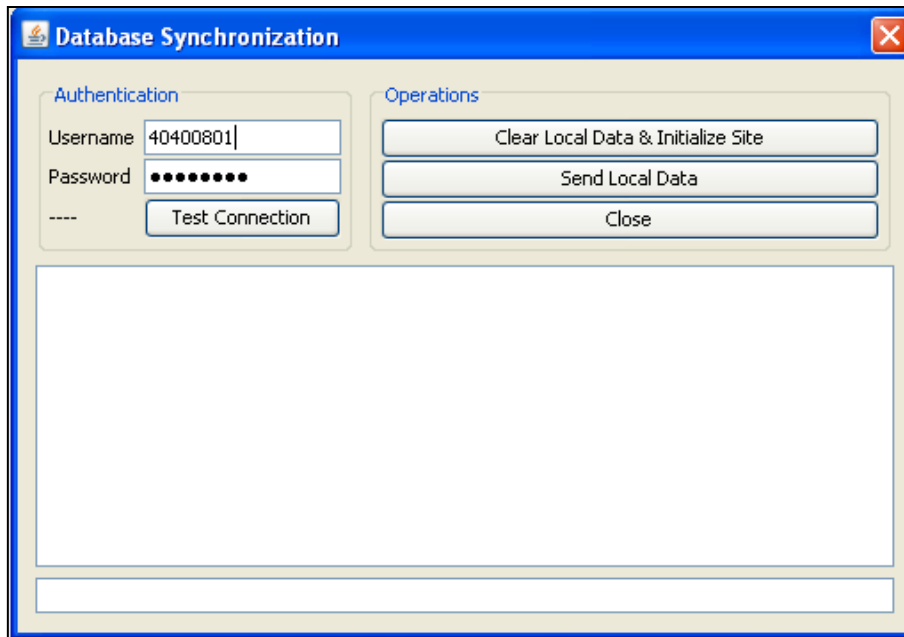 Database Synchronization
Authentication
Username 40400801
Password ●●●●●●●●
---- Test Connection
Operations
Clear Local Data & Initialize Site
Send Local Data
Close